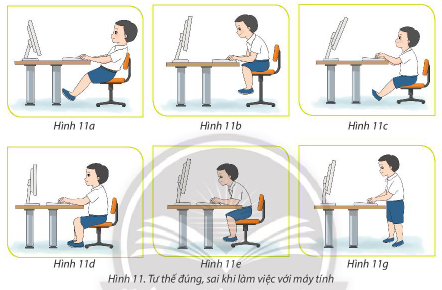 Hình 11a Hình 11b Hình 11c
Hình 11d Hình 11e Hình 11g
Hình 11. Tư thế đúng, sai khi làm việc với máy tính